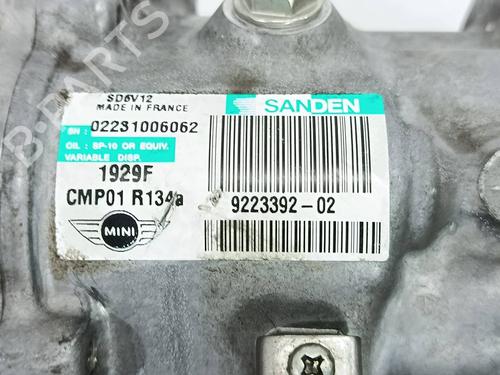 SD6V12
MADE IN FRANCE
SANDEN
SN : 02231006062
OIL : SP-10 OR EQUIV.
VARIABLE DISP.
1929F
CMP01 R134a
9223392-02
MINI
B-PARTS